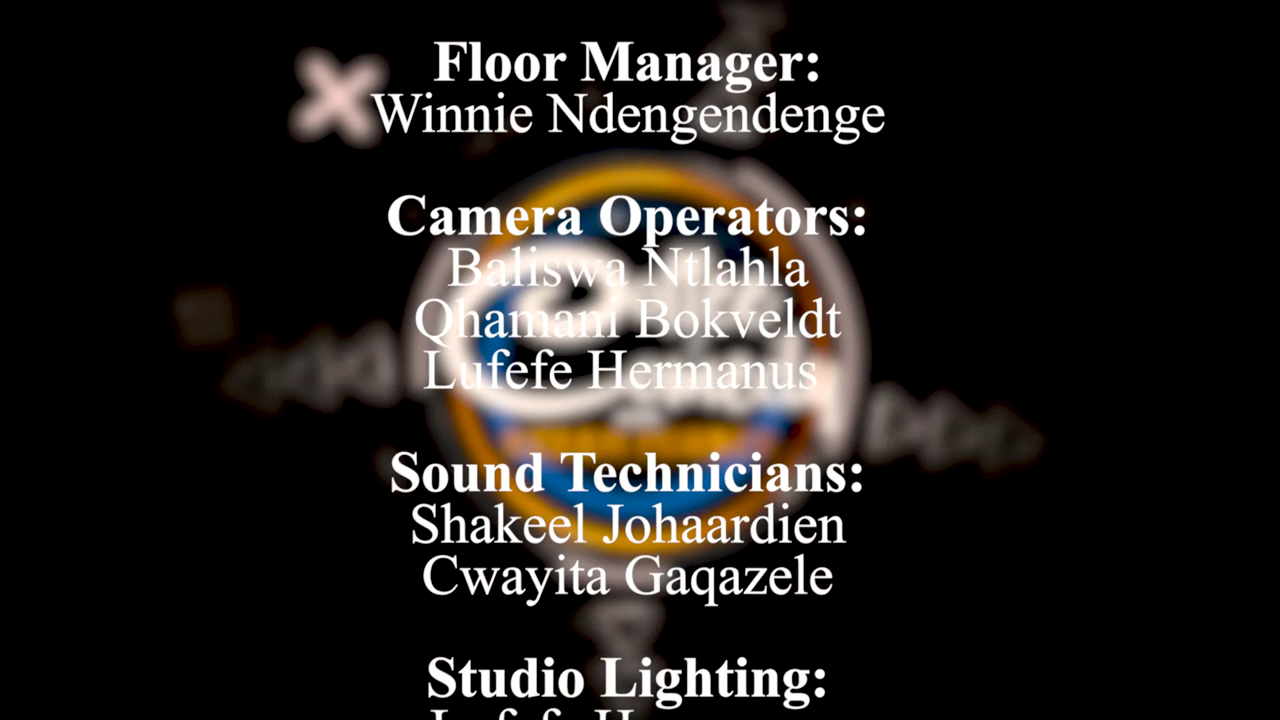 Floor Manager:
Winnie Ndengendenge
Camera Operators:
Baliswa Ntlahla
Qhamani Bokveldt
Lufefe Hermanus
Sound Technicians:
Shakeel Johaardien
Cwayita Gaqazele
Studio Lighting: